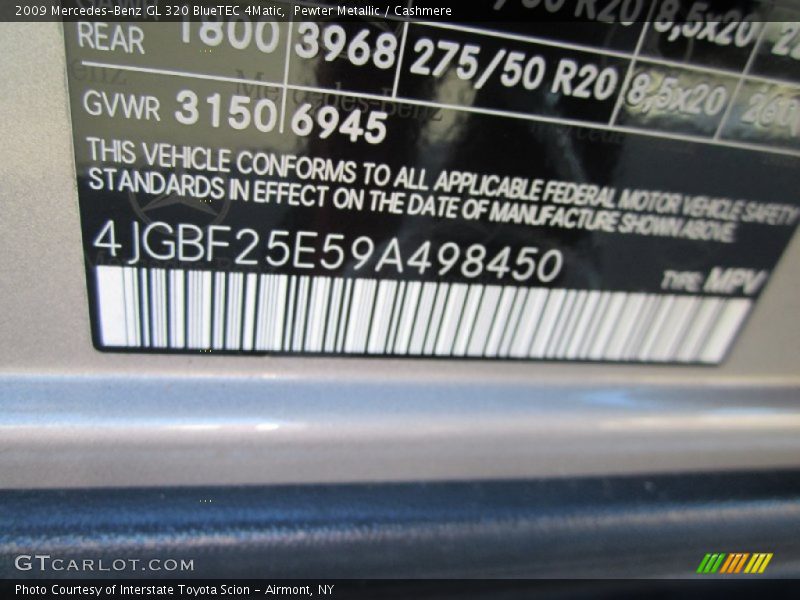 2009 Mercedes-Benz GL 320 BlueTEC 4Matic, Pewter Metallic / Cashmere
REAR 1800 3968 275/50 R20 8,5x20
GVWR 3150 6945
THIS VEHICLE CONFORMS TO ALL APPLICABLE FEDERAL MOTOR VEHICLE SAFETY
STANDARDS IN EFFECT ON THE DATE OF MANUFACTURE SHOWN ABOVE.
4JGBF25E59A498450
TYPE: MPV
GTCARLOT.COM
Photo Courtesy of Interstate Toyota Scion – Airmont, NY